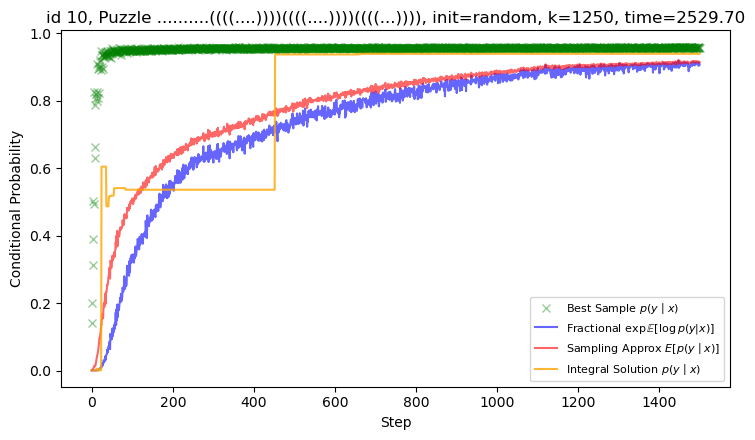 id 10, Puzzle ..........((((....))))((((....))))((((...)))), init=random, k=1250, time=2529.70
1.0
0.8
0.6
0.4
0.2
0.0
Conditional Probability
0 200 400 600 800 1000 1200 1400
Step
Best Sample p(y | x)
Fractional exp𝔼[log p(y|x)]
Sampling Approx E[p(y | x)]
Integral Solution p(y | x)